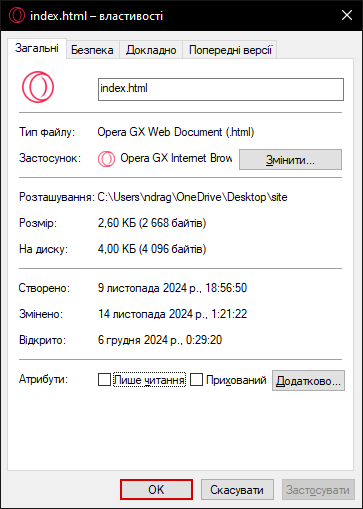 index.html – властивості
Загальні Безпека Докладно Попередні версії
index.html
Тип файлу: Opera GX Web Document (.html)
Застосунок: Opera GX Internet Brow Змінити...
Розташування: C:\Users\ndrag\OneDrive\Desktop\site
Розмір: 2,60 КБ (2 668 байтів)
На диску: 4,00 КБ (4 096 байтів)
Створено: 9 листопада 2024 р., 18:56:50
Змінено: 14 листопада 2024 р., 1:21:22
Відкрито: 6 грудня 2024 р., 0:29:20
Атрибути: Лише читання Прихований Додатково...
OK Скасувати Застосувати